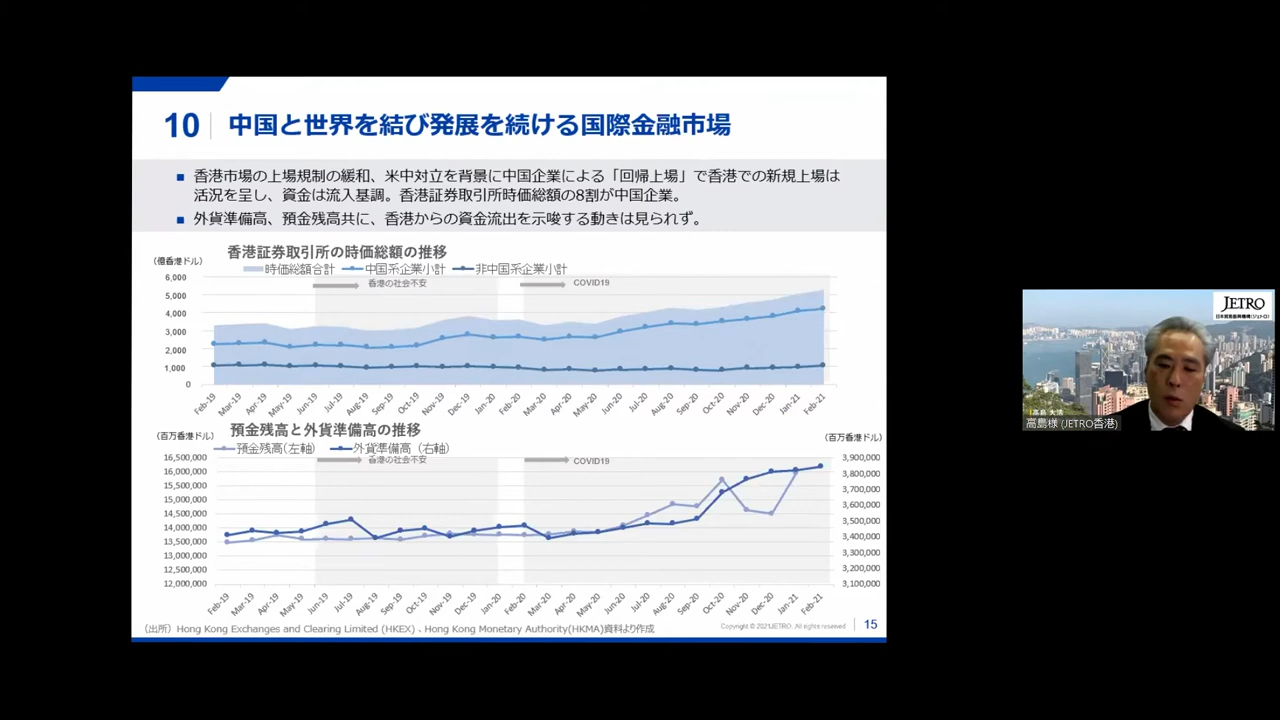 10 中国と世界を結び発展を続ける国際金融市場
■ 香港市場の上場規制の緩和、米中対立を背景に中国企業による「回帰上場」で香港での新規上場は
活況を呈し、資金は流入基調。香港証券取引所時価総額の8割が中国企業。
■ 外貨準備高、預金残高共に、香港からの資金流出を示唆する動きは見られず。
香港証券取引所の時価総額の推移
（億香港ドル）
時価総額合計 中国系企業小計 非中国系企業小計
香港の社会不安 COVID19
6,000
5,000
4,000
3,000
2,000
1,000
0
Feb-19 Mar-19 Apr-19 May-19 Jun-19 Jul-19 Aug-19 Sep-19 Oct-19 Nov-19 Dec-19 Jan-20 Feb-20 Mar-20 Apr-20 May-20 Jun-20 Jul-20 Aug-20 Sep-20 Oct-20 Nov-20 Dec-20 Jan-21 Feb-21
預金残高と外貨準備高の推移
（百万香港ドル） （百万香港ドル）
預金残高（左軸） 外貨準備高（右軸）
香港の社会不安 COVID19
16,500,000 3,900,000
16,000,000 3,800,000
15,500,000 3,700,000
15,000,000 3,600,000
14,500,000 3,500,000
14,000,000 3,400,000
13,500,000 3,300,000
13,000,000 3,200,000
12,000,000 3,100,000
Feb-19 Mar-19 Apr-19 May-19 Jun-19 Jul-19 Aug-19 Sep-19 Oct-19 Nov-19 Dec-19 Jan-20 Feb-20 Mar-20 Apr-20 May-20 Jun-20 Jul-20 Aug-20 Sep-20 Oct-20 Nov-20 Dec-20 Jan-21 Feb-21
（出所）Hong Kong Exchanges and Clearing Limited (HKEX) 、Hong Kong Monetary Authority(HKMA)資料より作成
Copyright © 2021JETRO. All rights reserved 15
JETRO
日本貿易振興機構(ジェトロ)
高島様 (JETRO香港)